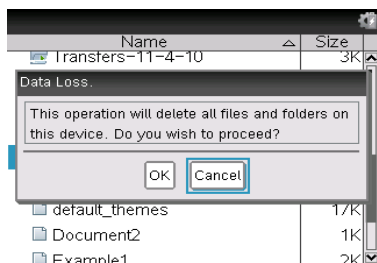 Name Size
Transfers-11-4-10 3K
Data Loss.
This operation will delete all files and folders on
this device. Do you wish to proceed?
OK Cancel
default_themes 17K
Document2 1K
Example1 2K